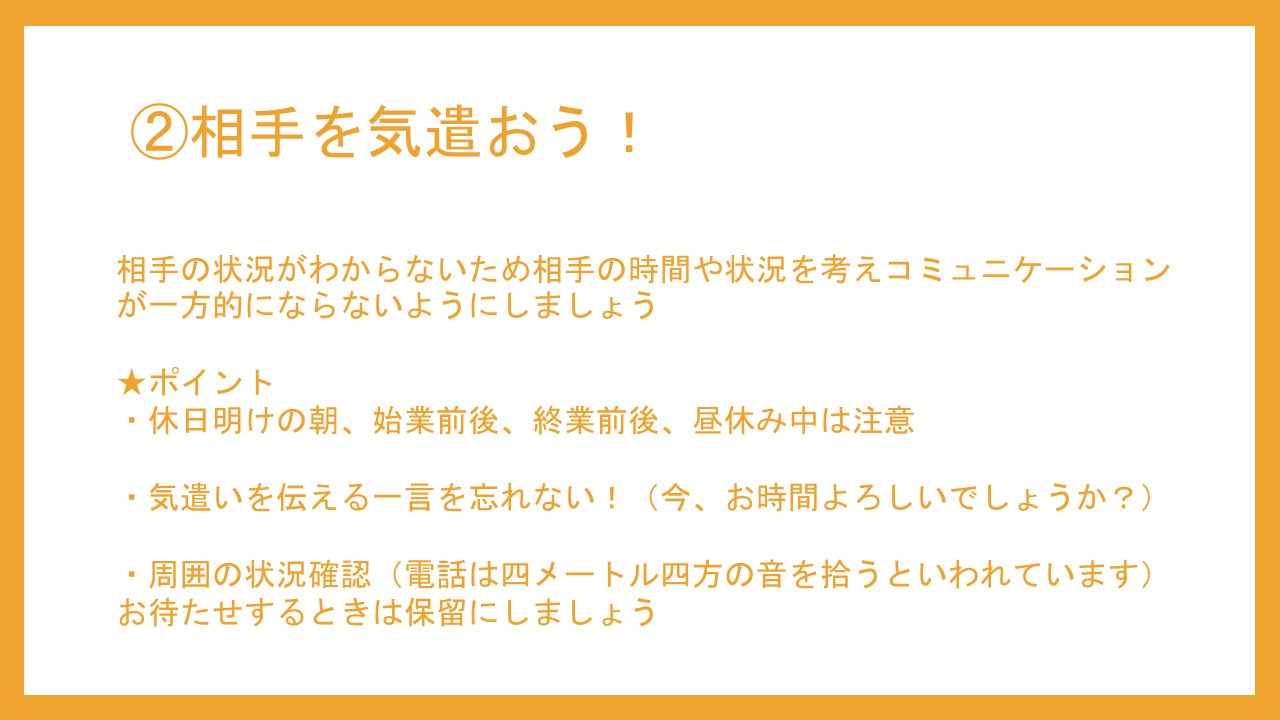 ②相手を気遣おう！
相手の状況がわからないため相手の時間や状況を考えコミュニケーション
が一方的にならないようにしましょう
★ポイント
・休日明けの朝、始業前後、終業前後、昼休み中は注意
・気遣いを伝える一言を忘れない！（今、お時間よろしいでしょうか？）
・周囲の状況確認（電話は四メートル四方の音を拾うといわれています）
お待たせするときは保留にしましょう